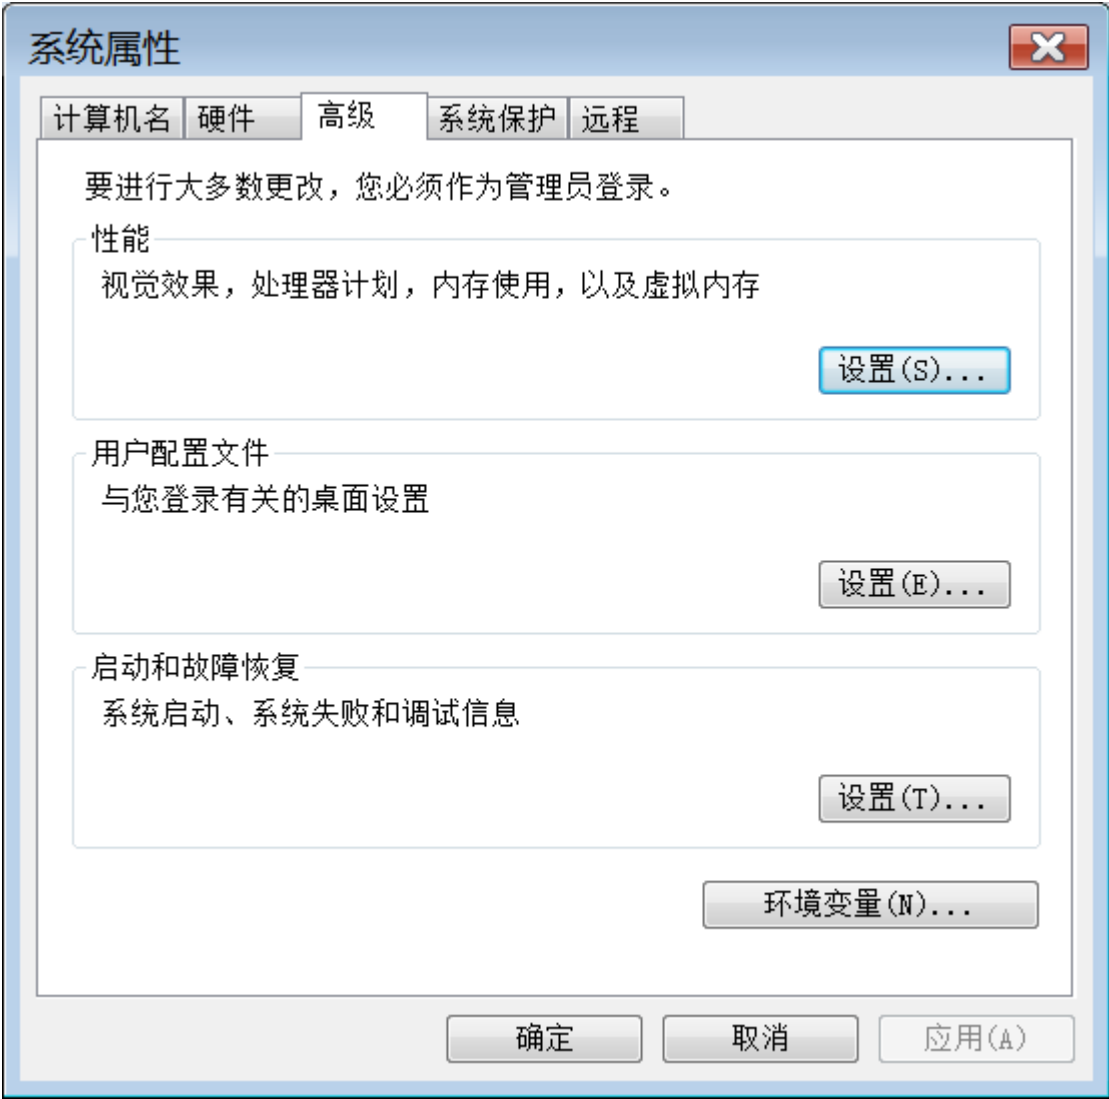 系统属性
计算机名 硬件 高级 系统保护 远程
要进行大多数更改，您必须作为管理员登录。
性能
视觉效果，处理器计划，内存使用，以及虚拟内存
设置(S)...
用户配置文件
与您登录有关的桌面设置
设置(E)...
启动和故障恢复
系统启动、系统失败和调试信息
设置(T)...
环境变量(N)...
确定 取消 应用(A)